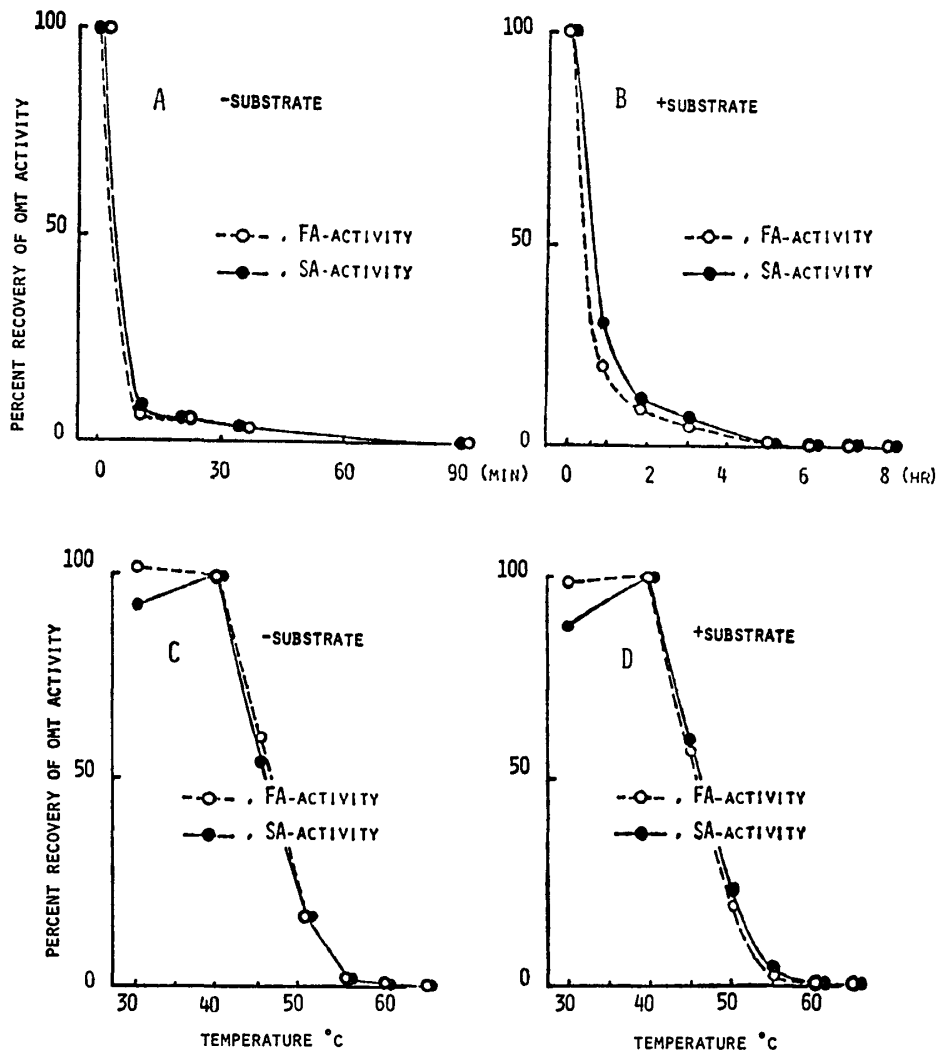 PERCENT RECOVERY OF OMT ACTIVITY
100
50
0
A -SUBSTRATE
--o--, FA-ACTIVITY
—●—, SA-ACTIVITY
0 30 60 90 (MIN)
100
50
0
B +SUBSTRATE
--o--, FA-ACTIVITY
—●—, SA-ACTIVITY
0 2 4 6 8 (HR)
PERCENT RECOVERY OF OMT ACTIVITY
100
50
0
C -SUBSTRATE
--o--, FA-ACTIVITY
—●—, SA-ACTIVITY
30 40 50 60
TEMPERATURE °C
100
50
0
D +SUBSTRATE
--o--, FA-ACTIVITY
—●—, SA-ACTIVITY
30 40 50 60
TEMPERATURE °C